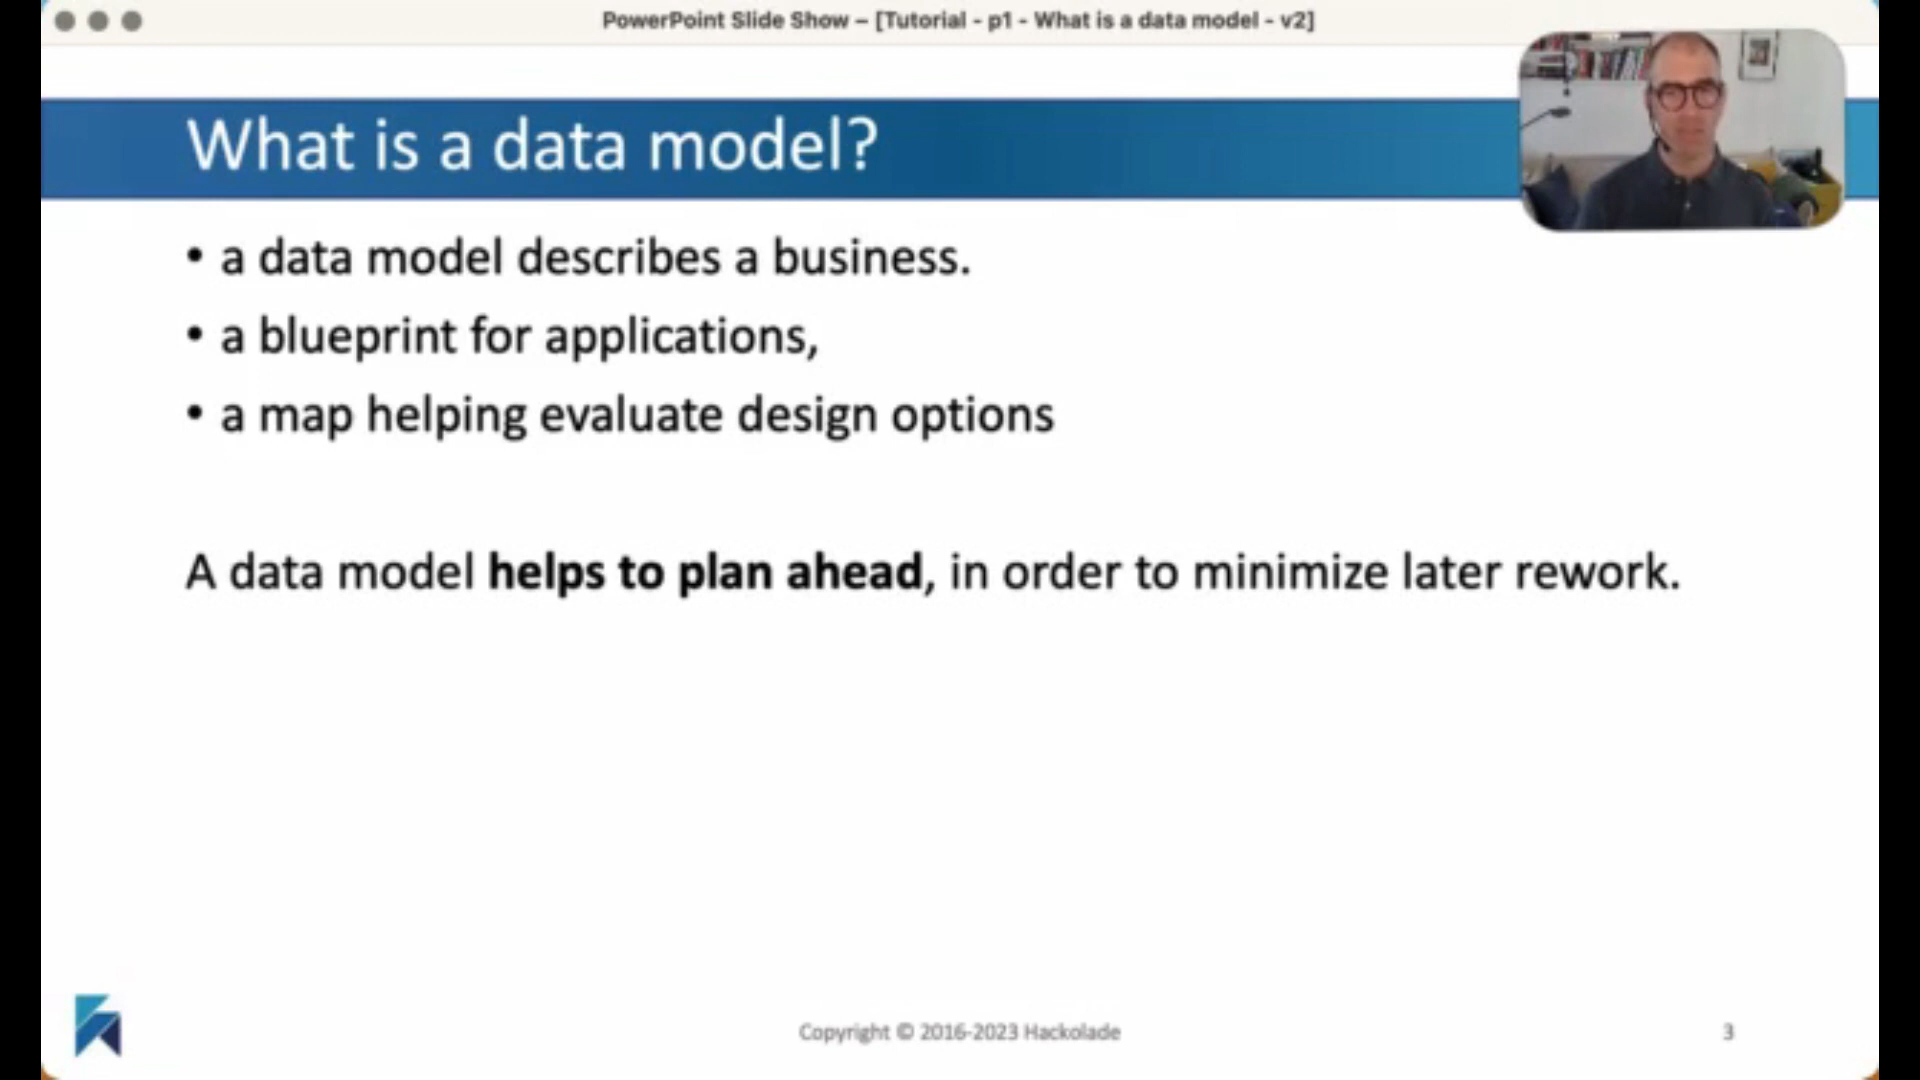 PowerPoint Slide Show – [Tutorial - p1 - What is a data model - v2]
What is a data model?
• a data model describes a business.
• a blueprint for applications,
• a map helping evaluate design options
A data model helps to plan ahead, in order to minimize later rework.
Copyright © 2016-2023 Hackolade
3